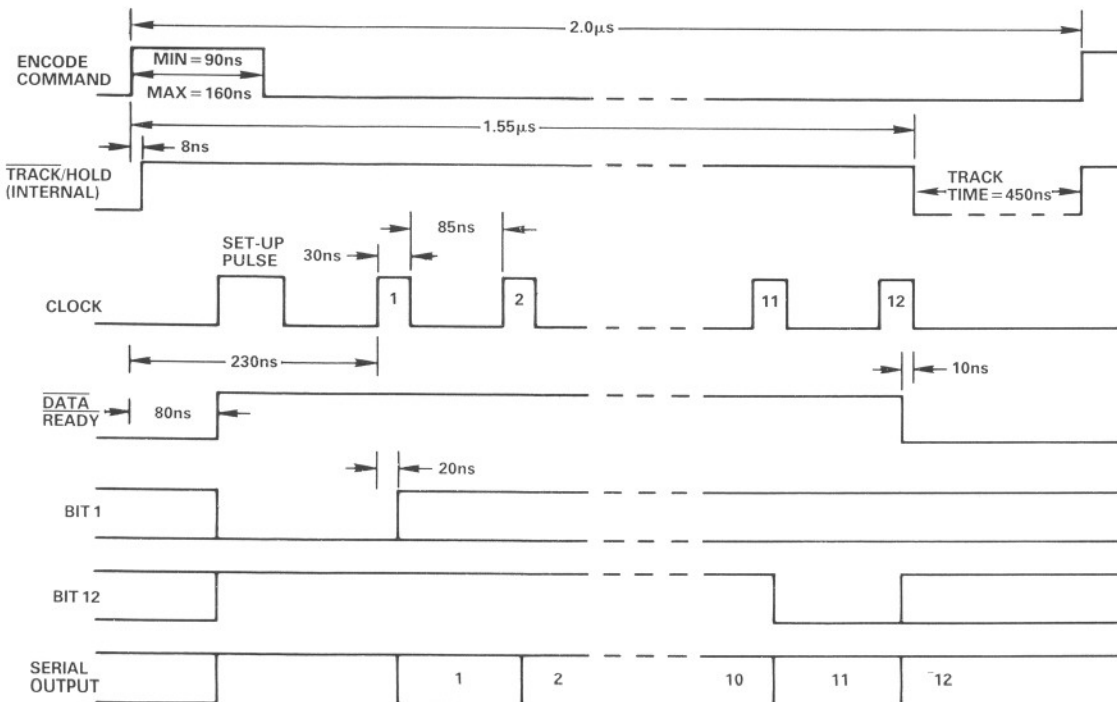 2.0µs
ENCODE
COMMAND
MIN = 90ns
MAX = 160ns
1.55µs
8ns
TRACK/HOLD
(INTERNAL)
TRACK
TIME = 450ns
85ns
SET-UP
PULSE
30ns
CLOCK
1
2
11
12
230ns
10ns
DATA
READY
80ns
20ns
BIT 1
BIT 12
SERIAL
OUTPUT
1
2
10
11
12